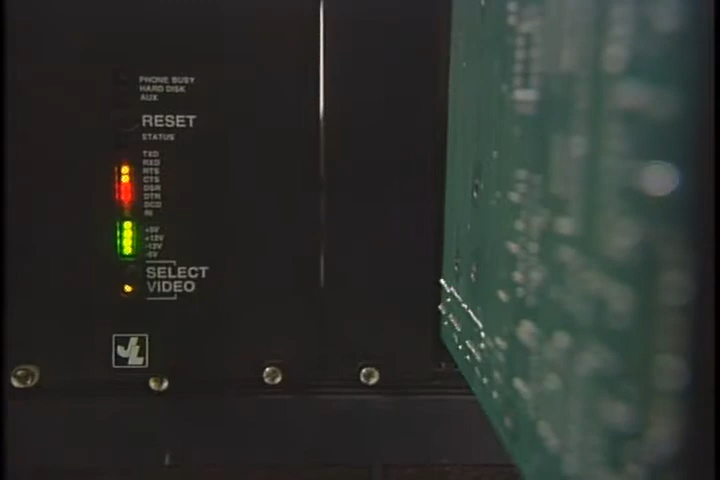 PHONE BUSY
HARD DISK
AUX
RESET
STATUS
TXD
RXD
RTS
CTS
DSR
DTR
DCD
RI
+5V
+12V
-12V
-5V
SELECT
VIDEO
JL